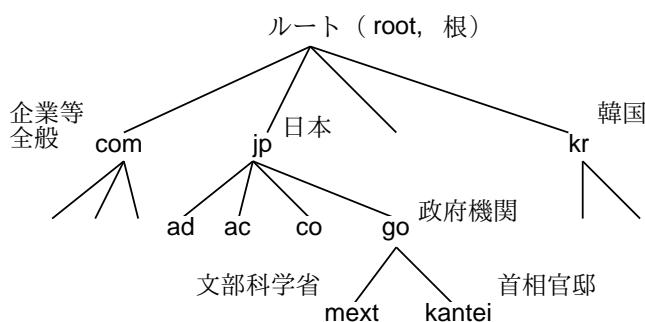 ルート（ root, 根）
企業等
全般
com
jp
日本
kr
韓国
ad
ac
co
go
政府機関
文部科学省
mext
kantei
首相官邸